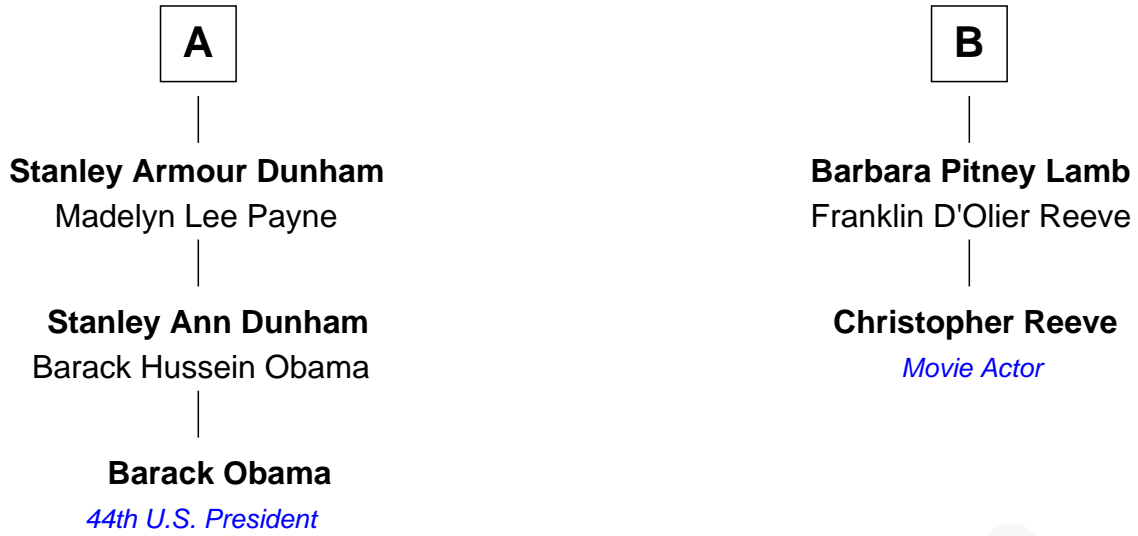 A
B
Stanley Armour Dunham
Madelyn Lee Payne
Barbara Pitney Lamb
Franklin D'Olier Reeve
Stanley Ann Dunham
Barack Hussein Obama
Christopher Reeve
Movie Actor
Barack Obama
44th U.S. President